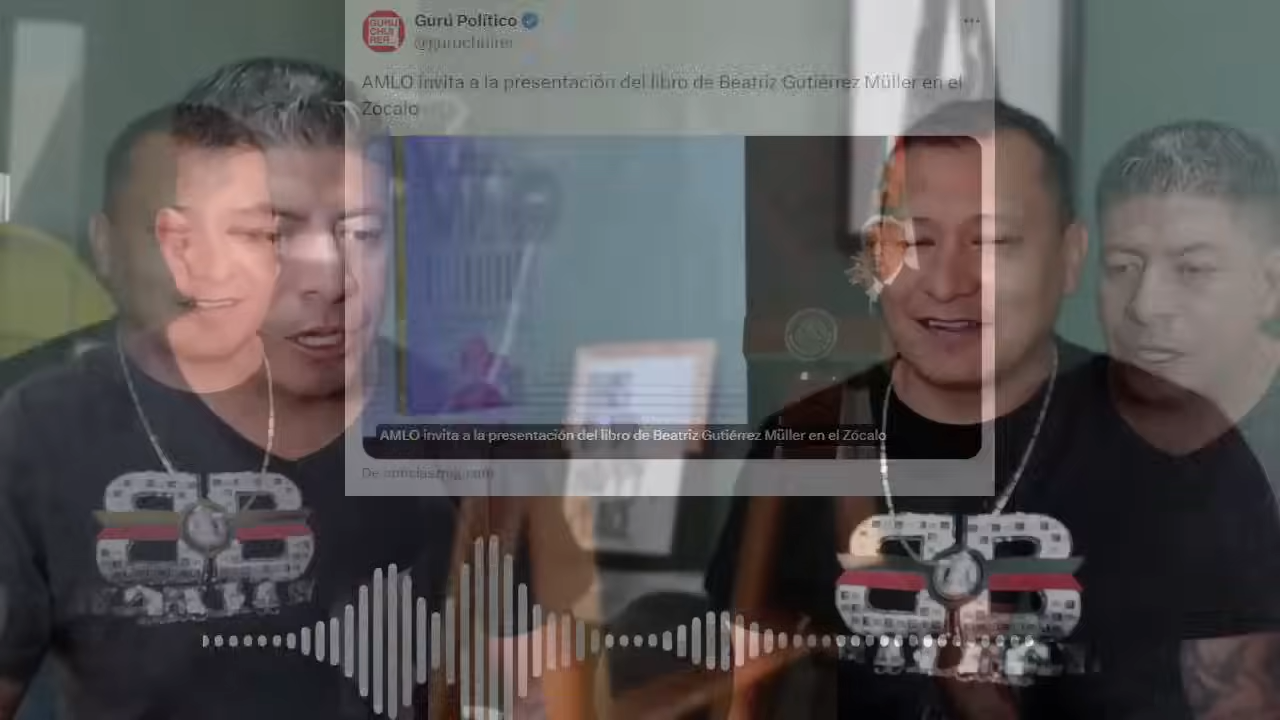 Gurú Político
AMLO invita a la presentación del libro de Beatriz Gutiérrez Müller en el
Zócalo
AMLO invita a la presentación del libro de Beatriz Gutiérrez Müller en el Zócalo